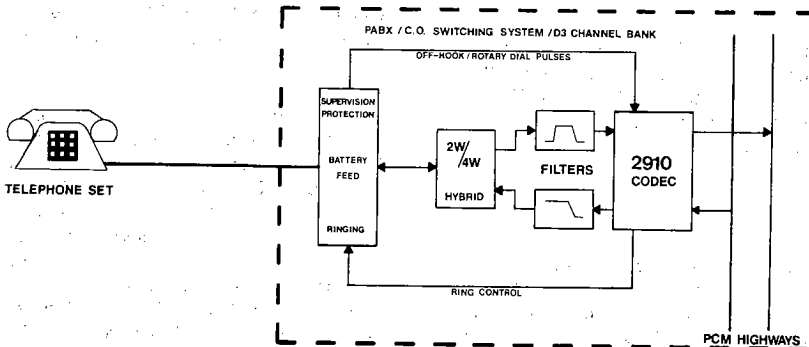 PABX / C.O. SWITCHING SYSTEM / D3 CHANNEL BANK
OFF-HOOK / ROTARY DIAL PULSES
SUPERVISION
PROTECTION
BATTERY
FEED
RINGING
2W/
4W
HYBRID
FILTERS
2910
CODEC
TELEPHONE SET
RING CONTROL
PCM HIGHWAYS